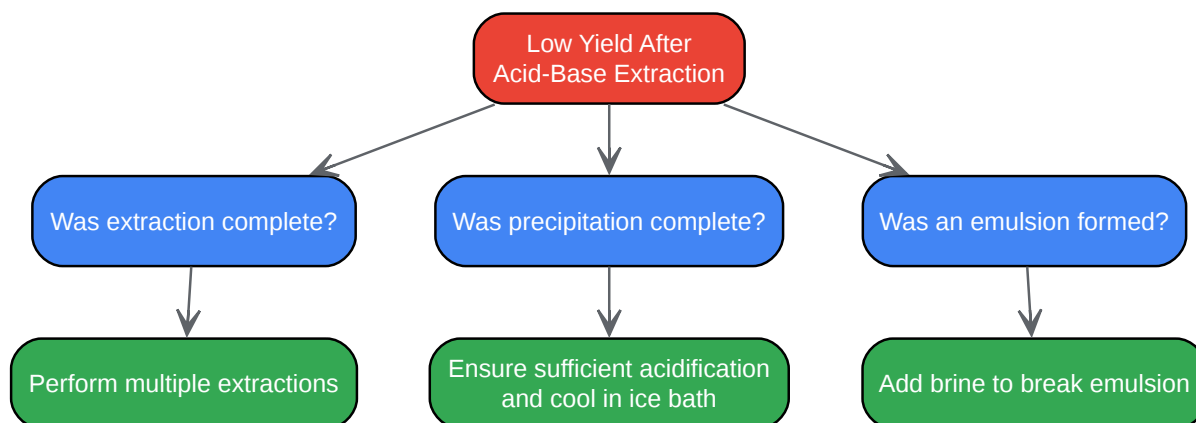 Low Yield After
Acid-Base Extraction
Was extraction complete?
Was precipitation complete?
Was an emulsion formed?
Perform multiple extractions
Ensure sufficient acidification
and cool in ice bath
Add brine to break emulsion